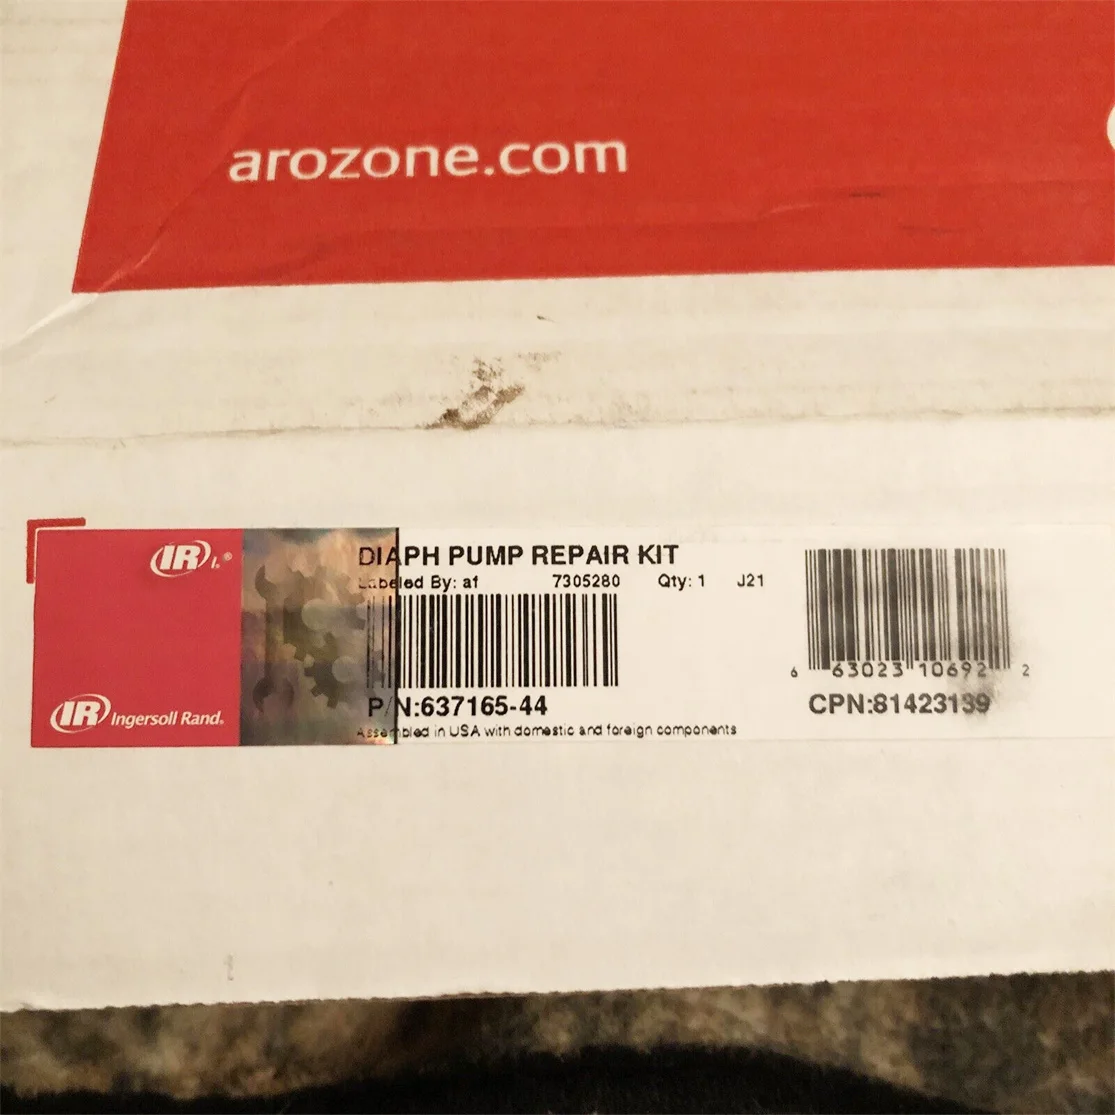 arozone.com
IR I.®
DIAPH PUMP REPAIR KIT
Labeled By: af 7305280 Qty: 1 J21
6 63023 10692 2
P/N:637165-44
CPN:81423139
IR Ingersoll Rand.
Assembled in USA with domestic and foreign components